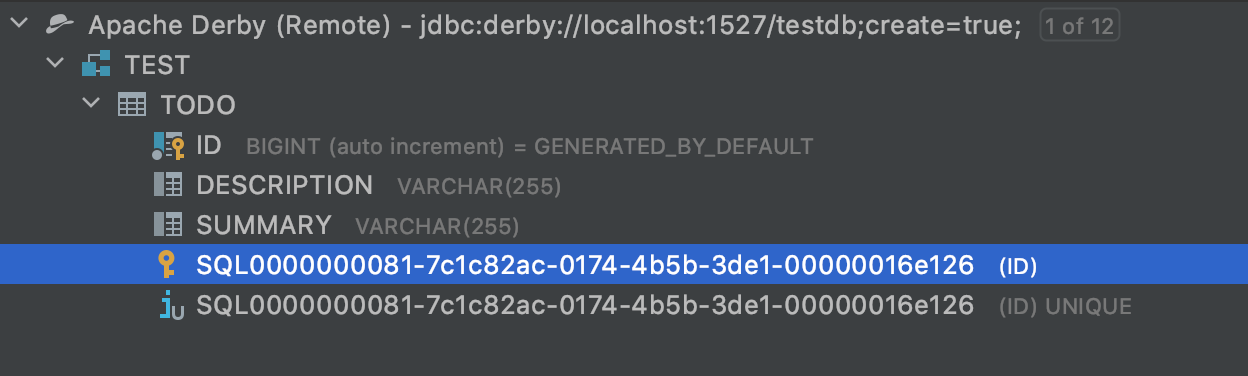 Apache Derby (Remote) – jdbc:derby://localhost:1527/testdb;create=true; 1 of 12
TEST
TODO
ID BIGINT (auto increment) = GENERATED_BY_DEFAULT
DESCRIPTION VARCHAR(255)
SUMMARY VARCHAR(255)
SQL0000000081-7c1c82ac-0174-4b5b-3de1-00000016e126 (ID)
SQL0000000081-7c1c82ac-0174-4b5b-3de1-00000016e126 (ID) UNIQUE